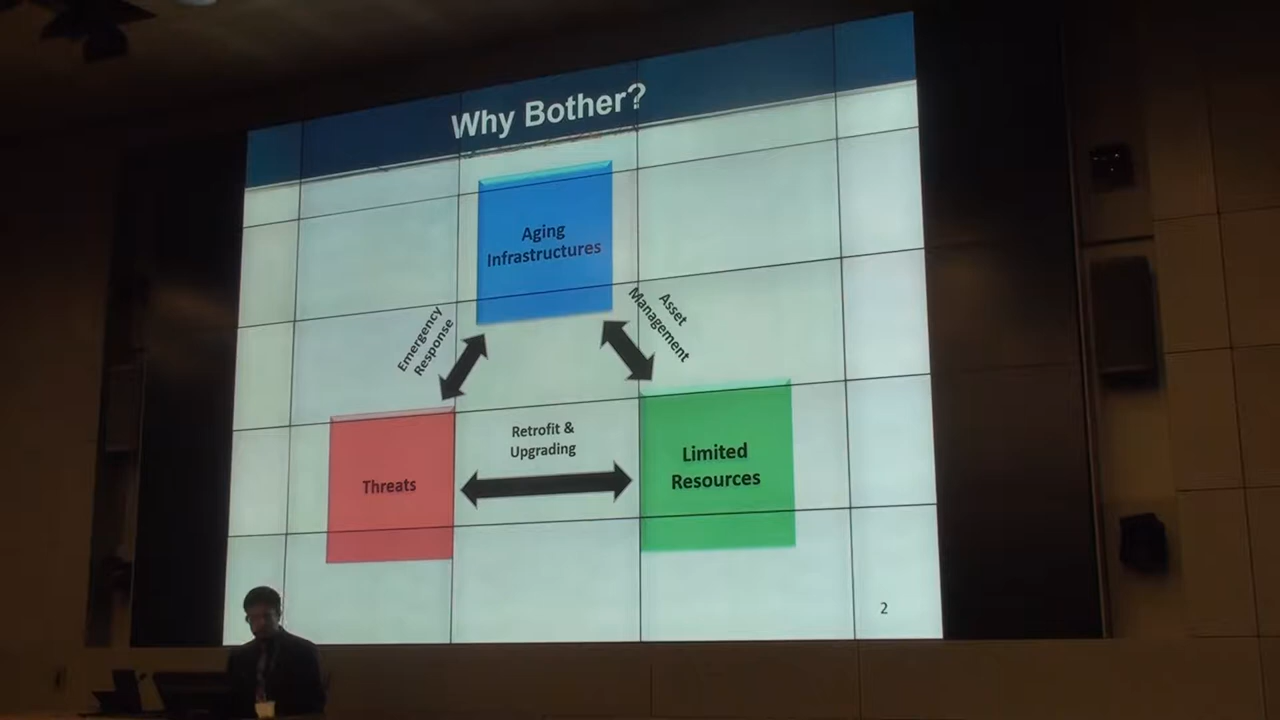 Why Bother?
Aging
Infrastructures
Emergency
Response
Asset
Management
Retrofit &
Upgrading
Threats
Limited
Resources
2